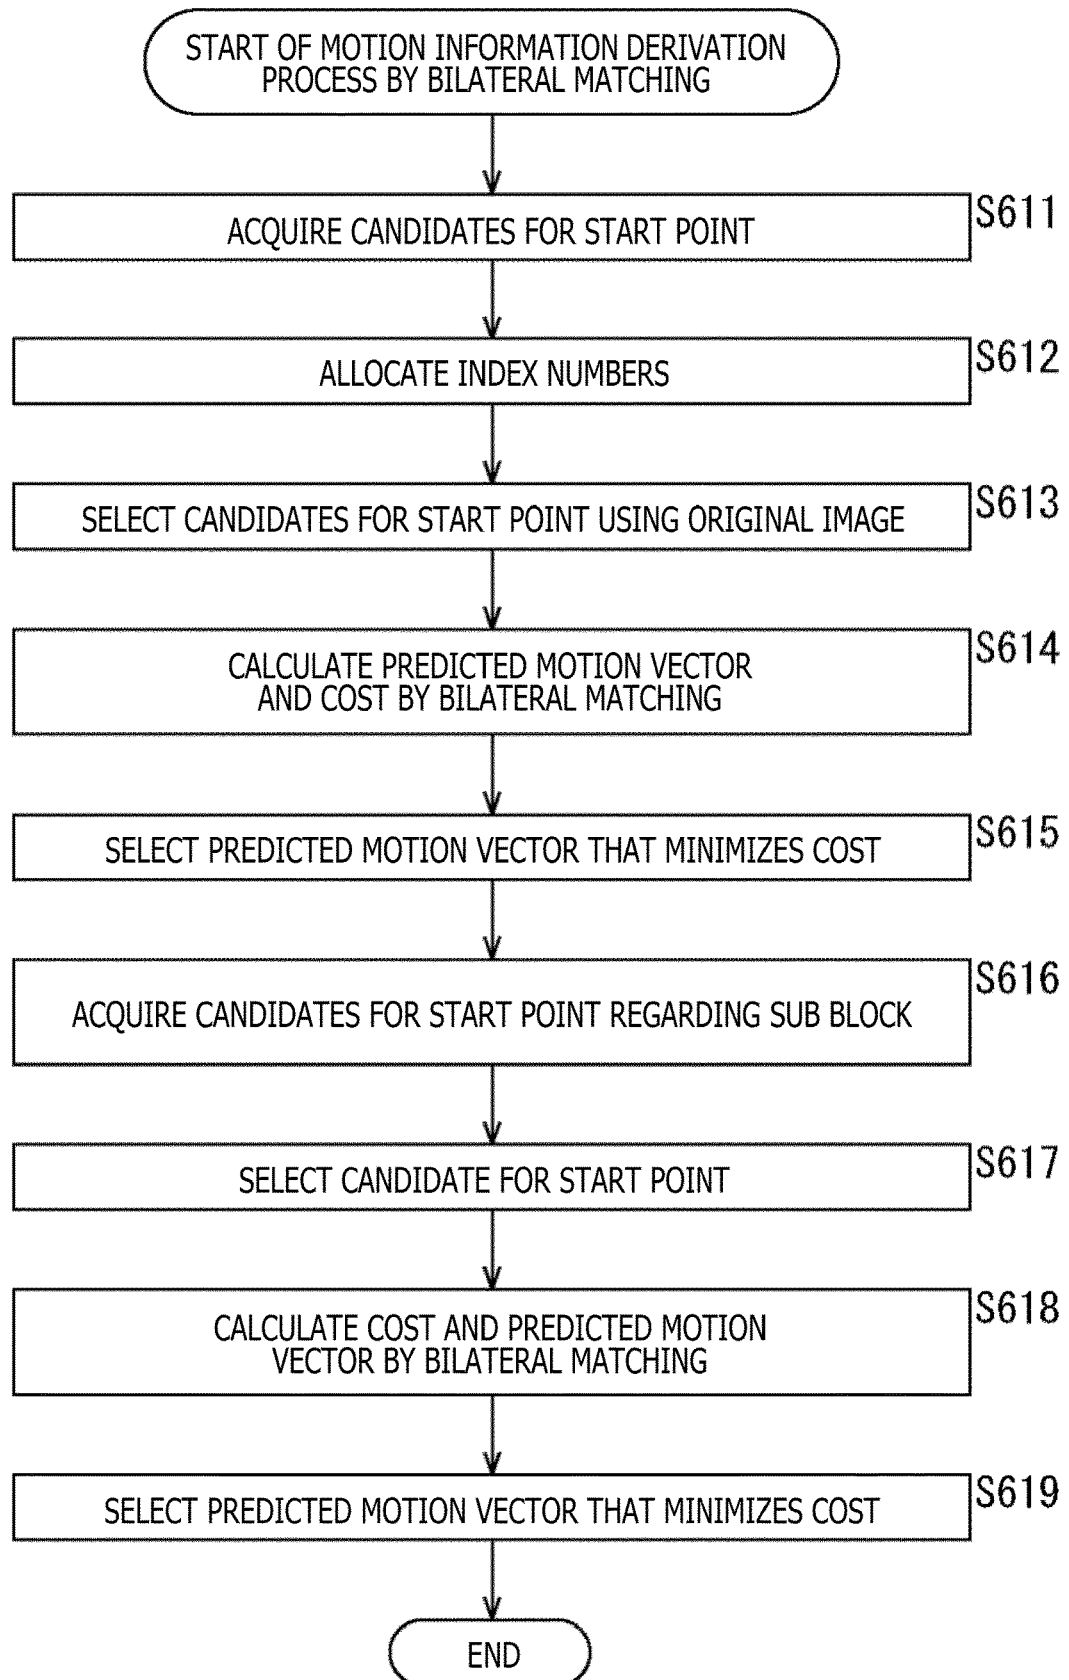 START OF MOTION INFORMATION DERIVATION
PROCESS BY BILATERAL MATCHING
S611
ACQUIRE CANDIDATES FOR START POINT
S612
ALLOCATE INDEX NUMBERS
S613
SELECT CANDIDATES FOR START POINT USING ORIGINAL IMAGE
S614
CALCULATE PREDICTED MOTION VECTOR
AND COST BY BILATERAL MATCHING
S615
SELECT PREDICTED MOTION VECTOR THAT MINIMIZES COST
S616
ACQUIRE CANDIDATES FOR START POINT REGARDING SUB BLOCK
S617
SELECT CANDIDATE FOR START POINT
S618
CALCULATE COST AND PREDICTED MOTION
VECTOR BY BILATERAL MATCHING
S619
SELECT PREDICTED MOTION VECTOR THAT MINIMIZES COST
END